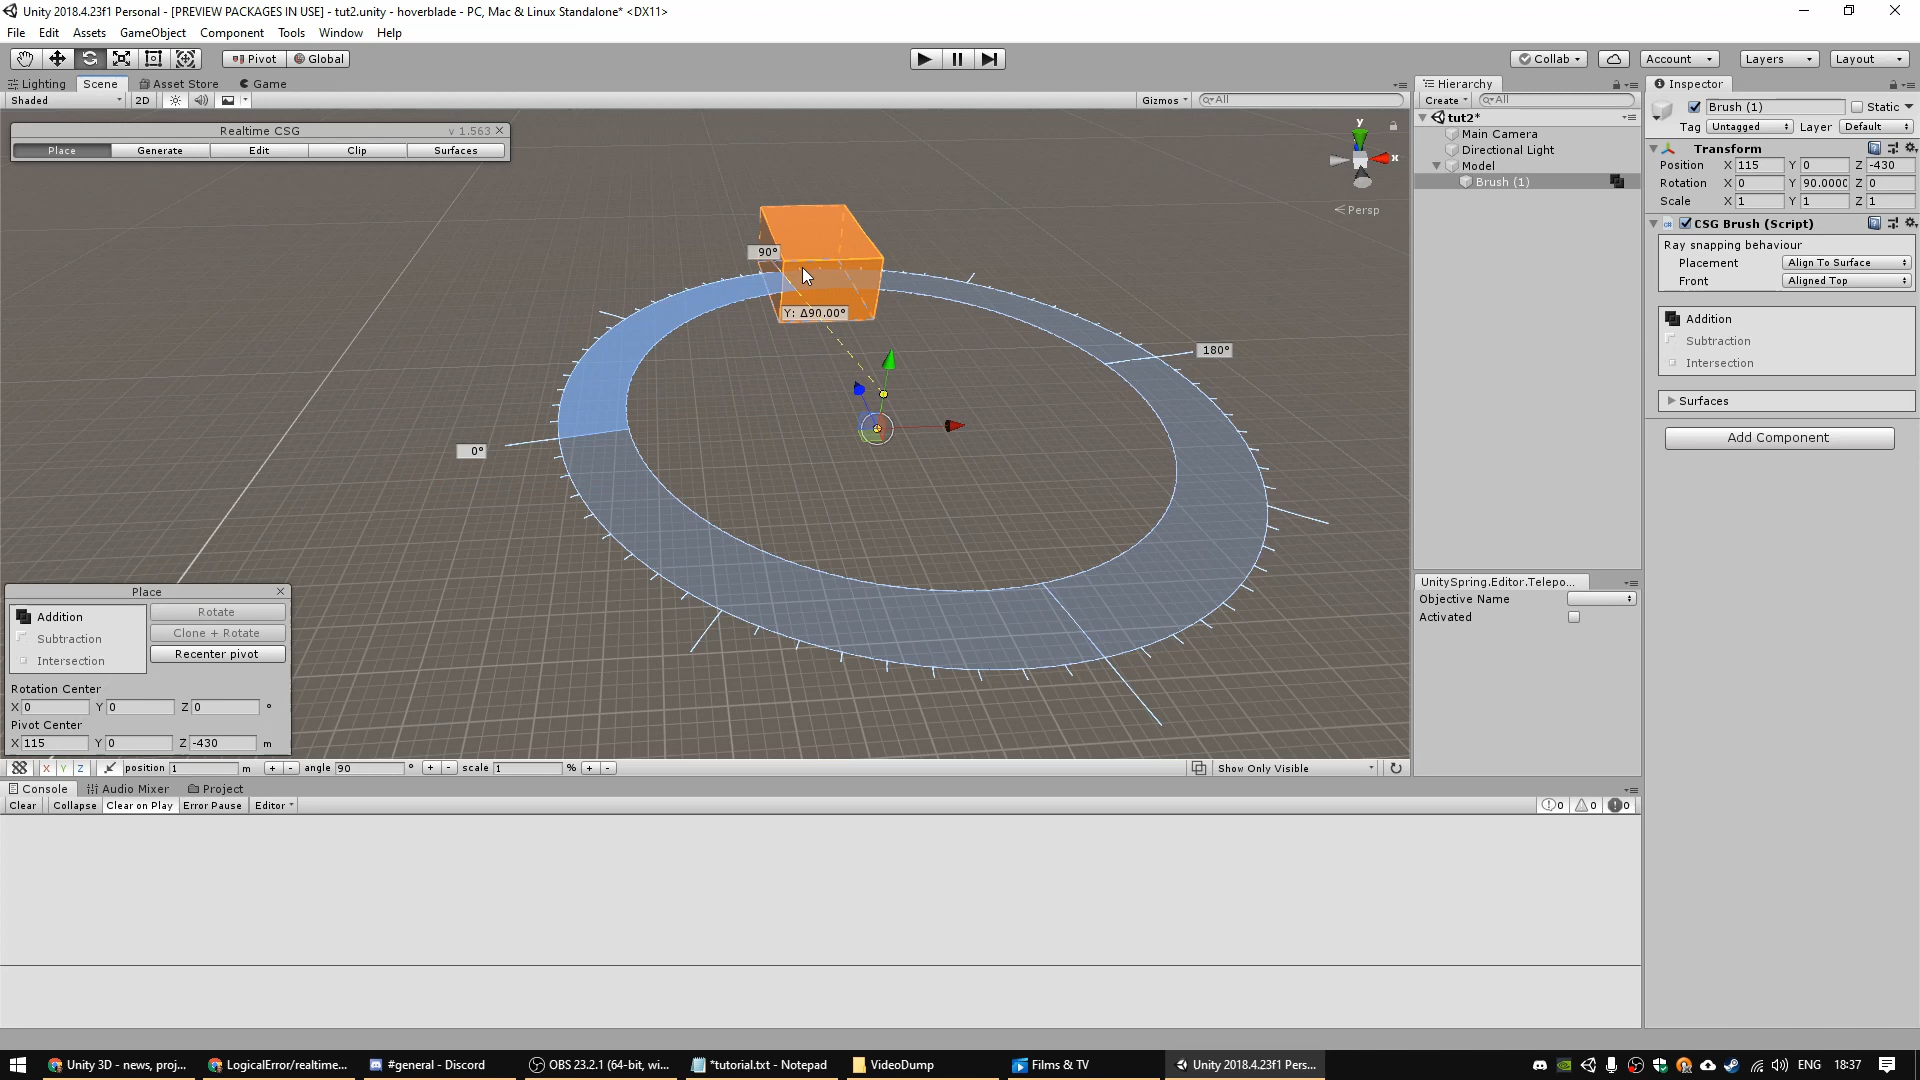 Unity 2018.4.23f1 Personal - [PREVIEW PACKAGES IN USE] - tut2.unity - hoverblade - PC, Mac & Linux Standalone* <DX11>
File Edit Assets GameObject Component Tools Window Help
Pivot Global Collab Account Layers Layout
Lighting Scene Asset Store Game
Shaded 2D Gizmos All
Realtime CSG v 1.563
Place Generate Edit Clip Surfaces
y
x
Persp
90°
Y: Δ90.00°
180°
0°
Place
Addition Rotate
Subtraction Clone + Rotate
Intersection Recenter pivot
Rotation Center
X 0 Y 0 Z 0 °
Pivot Center
X 115 Y 0 Z -430 m
X Y Z position 1 m + - angle 90 ° + - scale 1 % + - Show Only Visible
Hierarchy
Create All
tut2*
Main Camera
Directional Light
Model
Brush (1)
UnitySpring.Editor.Telepo...
Objective Name
Activated
Inspector
Brush (1) Static
Tag Untagged Layer Default
Transform
Position X 115 Y 0 Z -430
Rotation X 0 Y 90.000C Z 0
Scale X 1 Y 1 Z 1
CSG Brush (Script)
Ray snapping behaviour
Placement Align To Surface
Front Aligned Top
Addition
Subtraction
Intersection
Surfaces
Add Component
Console Audio Mixer Project
Clear Collapse Clear on Play Error Pause Editor 0 0 0
Unity 3D - news, proj... LogicalError/realtime... #general - Discord OBS 23.2.1 (64-bit, wi... *tutorial.txt - Notepad VideoDump Films & TV Unity 2018.4.23f1 Pers... ENG 18:37